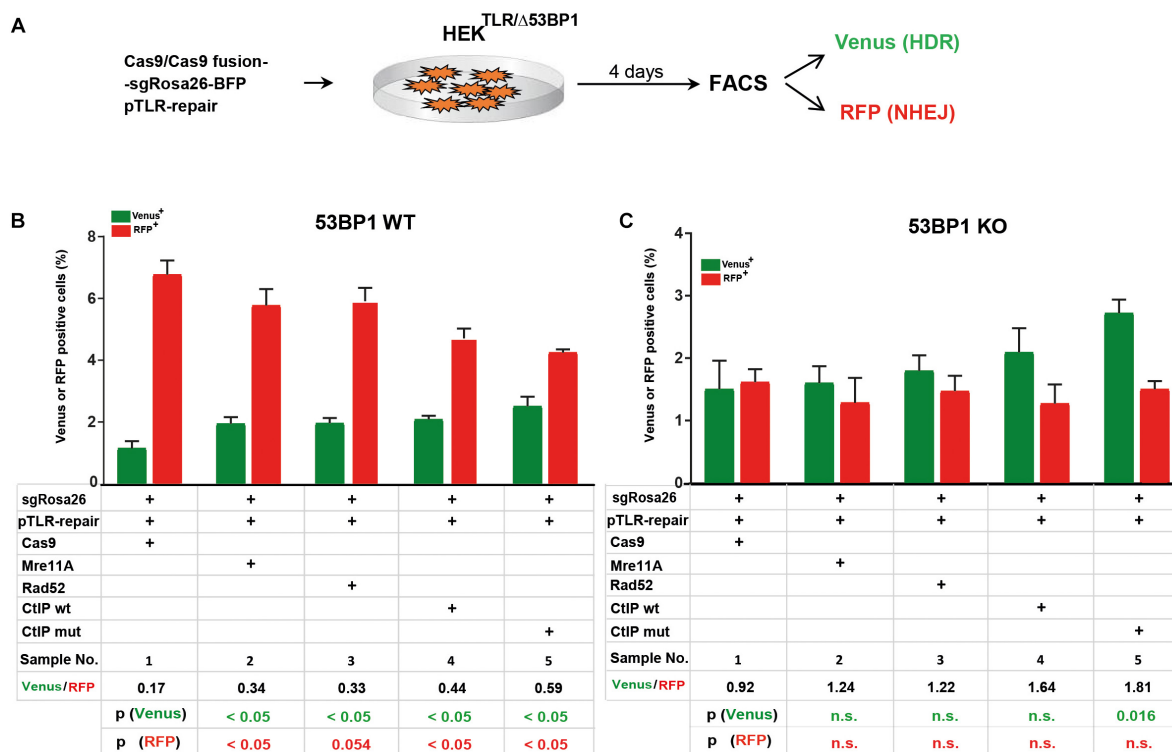 A
Cas9/Cas9 fusion-
-sgRosa26-BFP
pTLR-repair
HEK^TLR/Δ53BP1
4 days
FACS
Venus (HDR)
RFP (NHEJ)
B
53BP1 WT
Venus+
RFP+
Venus or RFP positive cells (%)
8
6
4
2
0
sgRosa26 + + + + +
pTLR-repair + + + + +
Cas9 +
Mre11A +
Rad52 +
CtIP wt +
CtIP mut +
Sample No. 1 2 3 4 5
Venus/RFP 0.17 0.34 0.33 0.44 0.59
p (Venus) < 0.05 < 0.05 < 0.05 < 0.05
p (RFP) < 0.05 0.054 < 0.05 < 0.05
C
53BP1 KO
Venus+
RFP+
Venus or RFP positive cells (%)
4
3
2
1
0
sgRosa26 + + + + +
pTLR-repair + + + + +
Cas9 +
Mre11A +
Rad52 +
CtIP wt +
CtIP mut +
Sample No. 1 2 3 4 5
Venus/RFP 0.92 1.24 1.22 1.64 1.81
p (Venus) n.s. n.s. n.s. 0.016
p (RFP) n.s. n.s. n.s. n.s.